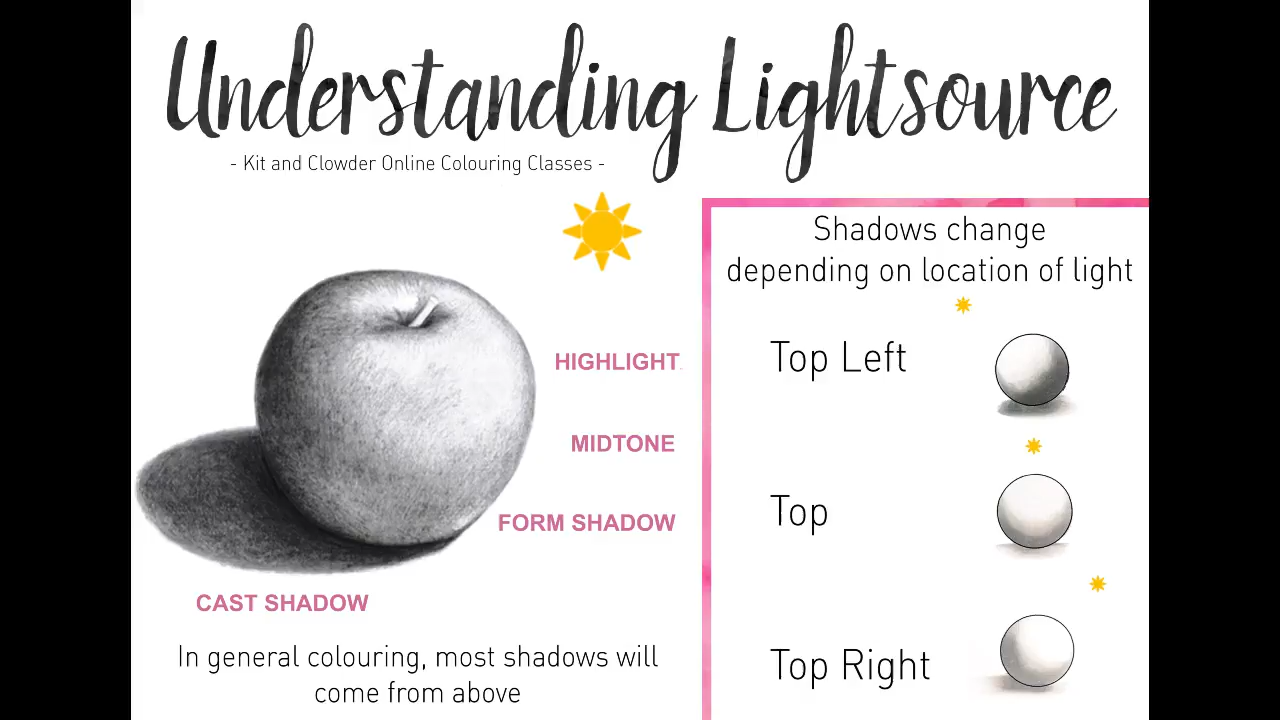 Understanding Lightsource
- Kit and Clowder Online Colouring Classes -
HIGHLIGHT
MIDTONE
FORM SHADOW
CAST SHADOW
In general colouring, most shadows will
come from above
Shadows change
depending on location of light
Top Left
Top
Top Right